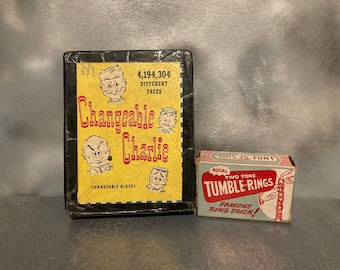 4,194,304
DIFFERENT
FACES
Changeable
Charlie
CHANGEABLE BLOCKS
THIS IS FUN!
ROYAL
TWO TONE
TUMBLE-RINGS
FAMOUS
RING TRICK!